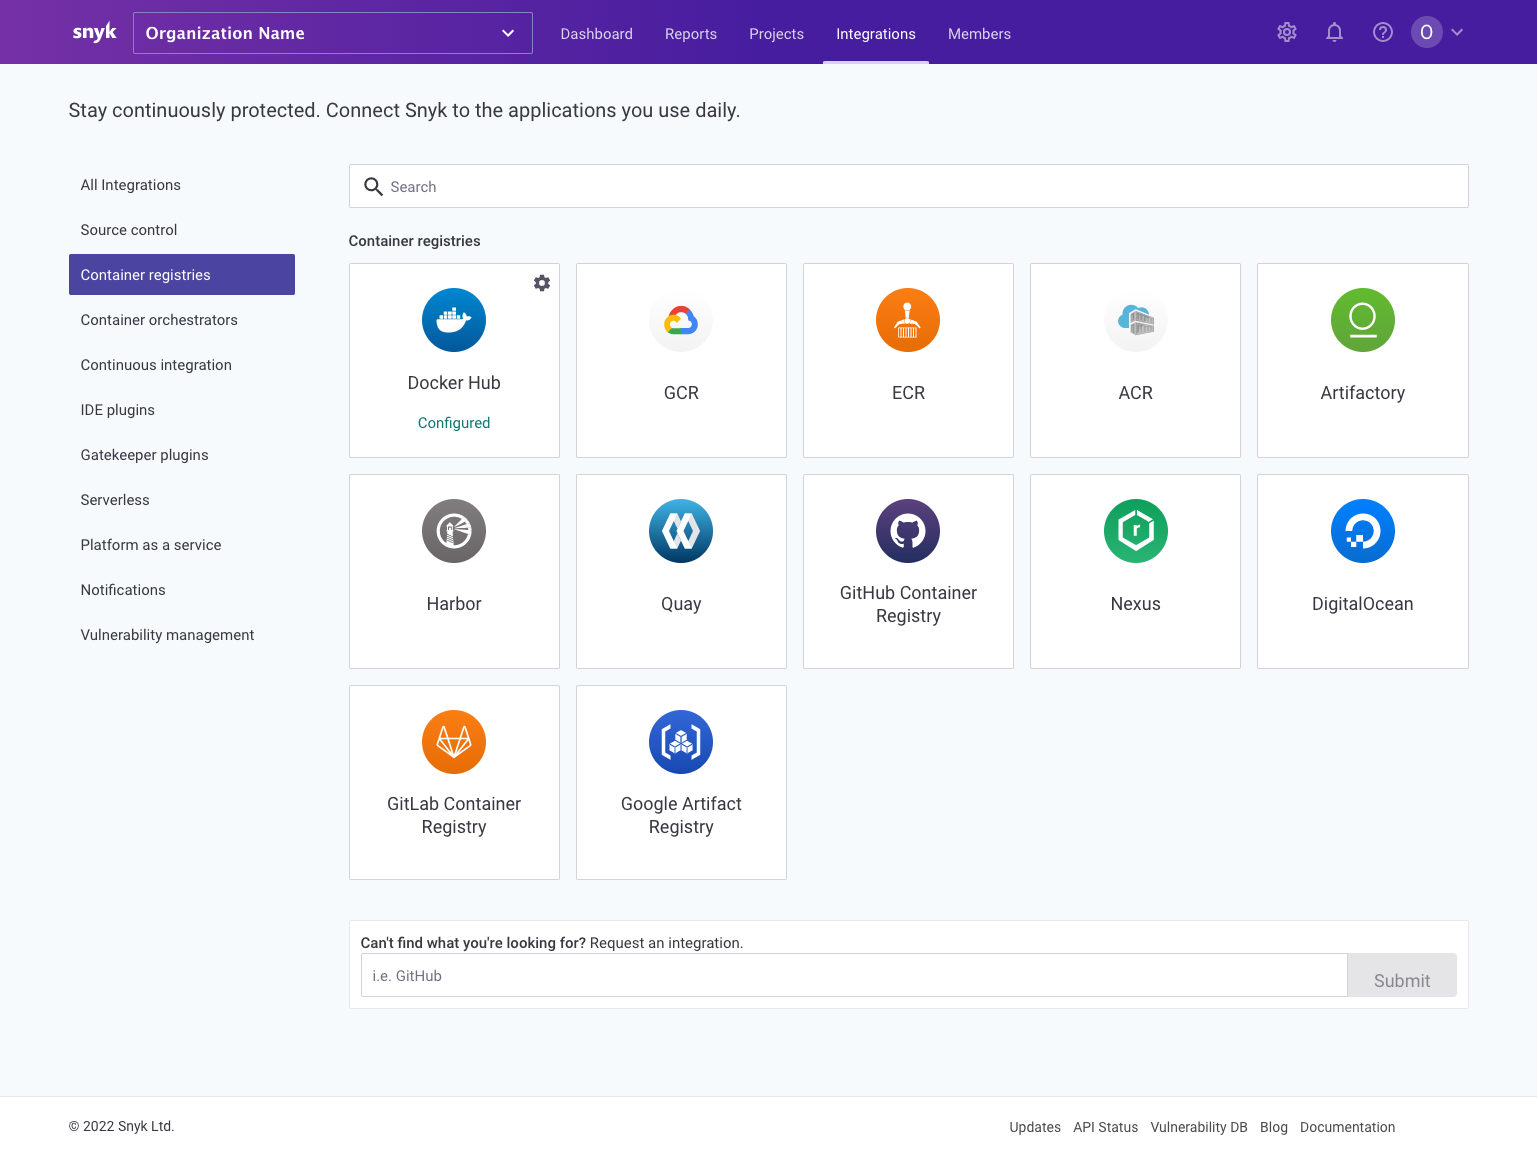 snyk
Organization Name
Dashboard Reports Projects Integrations Members
O
Stay continuously protected. Connect Snyk to the applications you use daily.
All Integrations
Source control
Container registries
Container orchestrators
Continuous integration
IDE plugins
Gatekeeper plugins
Serverless
Platform as a service
Notifications
Vulnerability management
Search
Container registries
Docker Hub
Configured
GCR
ECR
ACR
Artifactory
Harbor
Quay
GitHub Container
Registry
r
Nexus
DigitalOcean
GitLab Container
Registry
Google Artifact
Registry
Can't find what you're looking for? Request an integration.
i.e. GitHub
Submit
© 2022 Snyk Ltd.
Updates API Status Vulnerability DB Blog Documentation